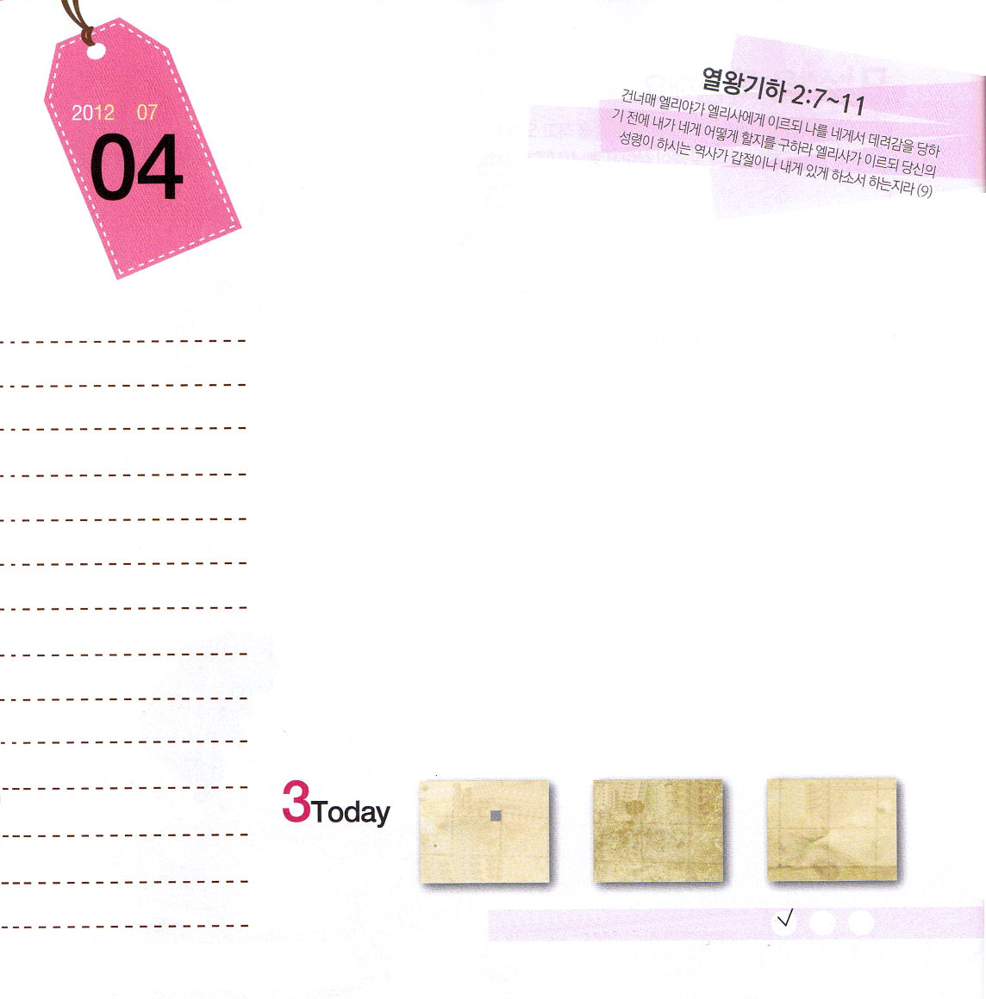 2012 07
04
열왕기하 2:7~11
건너매 엘리야가 엘리사에게 이르되 나를 네게서 데려감을 당하
기 전에 내가 네게 어떻게 할지를 구하라 엘리사가 이르되 당신의
성령이 하시는 역사가 갑절이나 내게 있게 하소서 하는지라 (9)
3Today